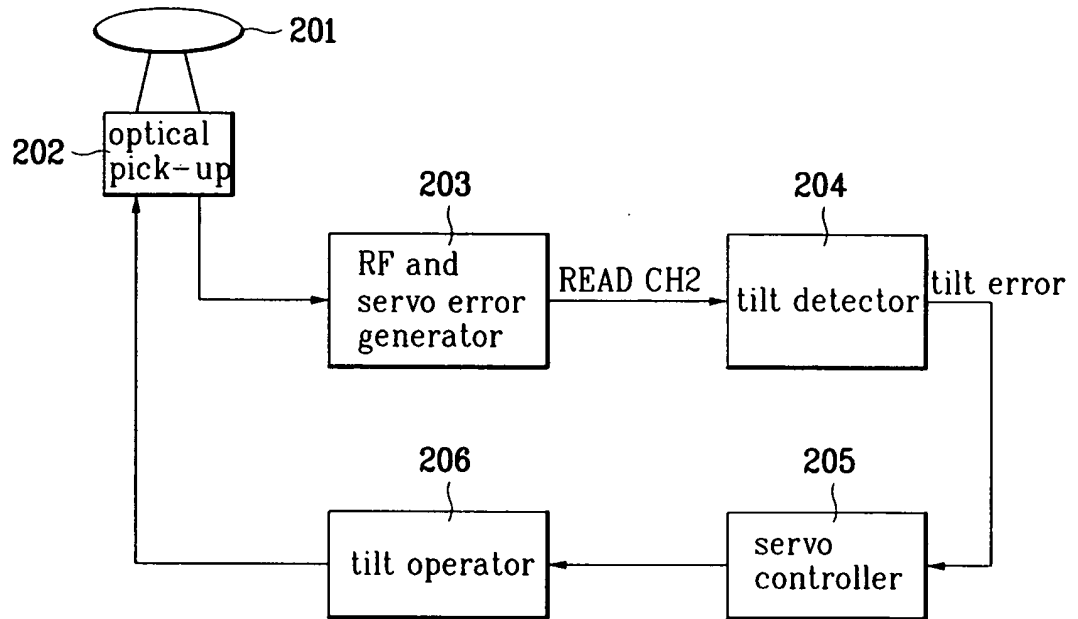 201
202
optical
pick-up
203
RF and
servo error
generator
READ CH2
204
tilt detector
tilt error
206
tilt operator
205
servo
controller